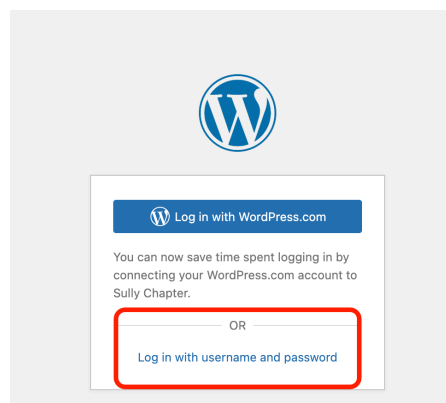 Log in with WordPress.com
You can now save time spent logging in by
connecting your WordPress.com account to
Sully Chapter.
OR
Log in with username and password